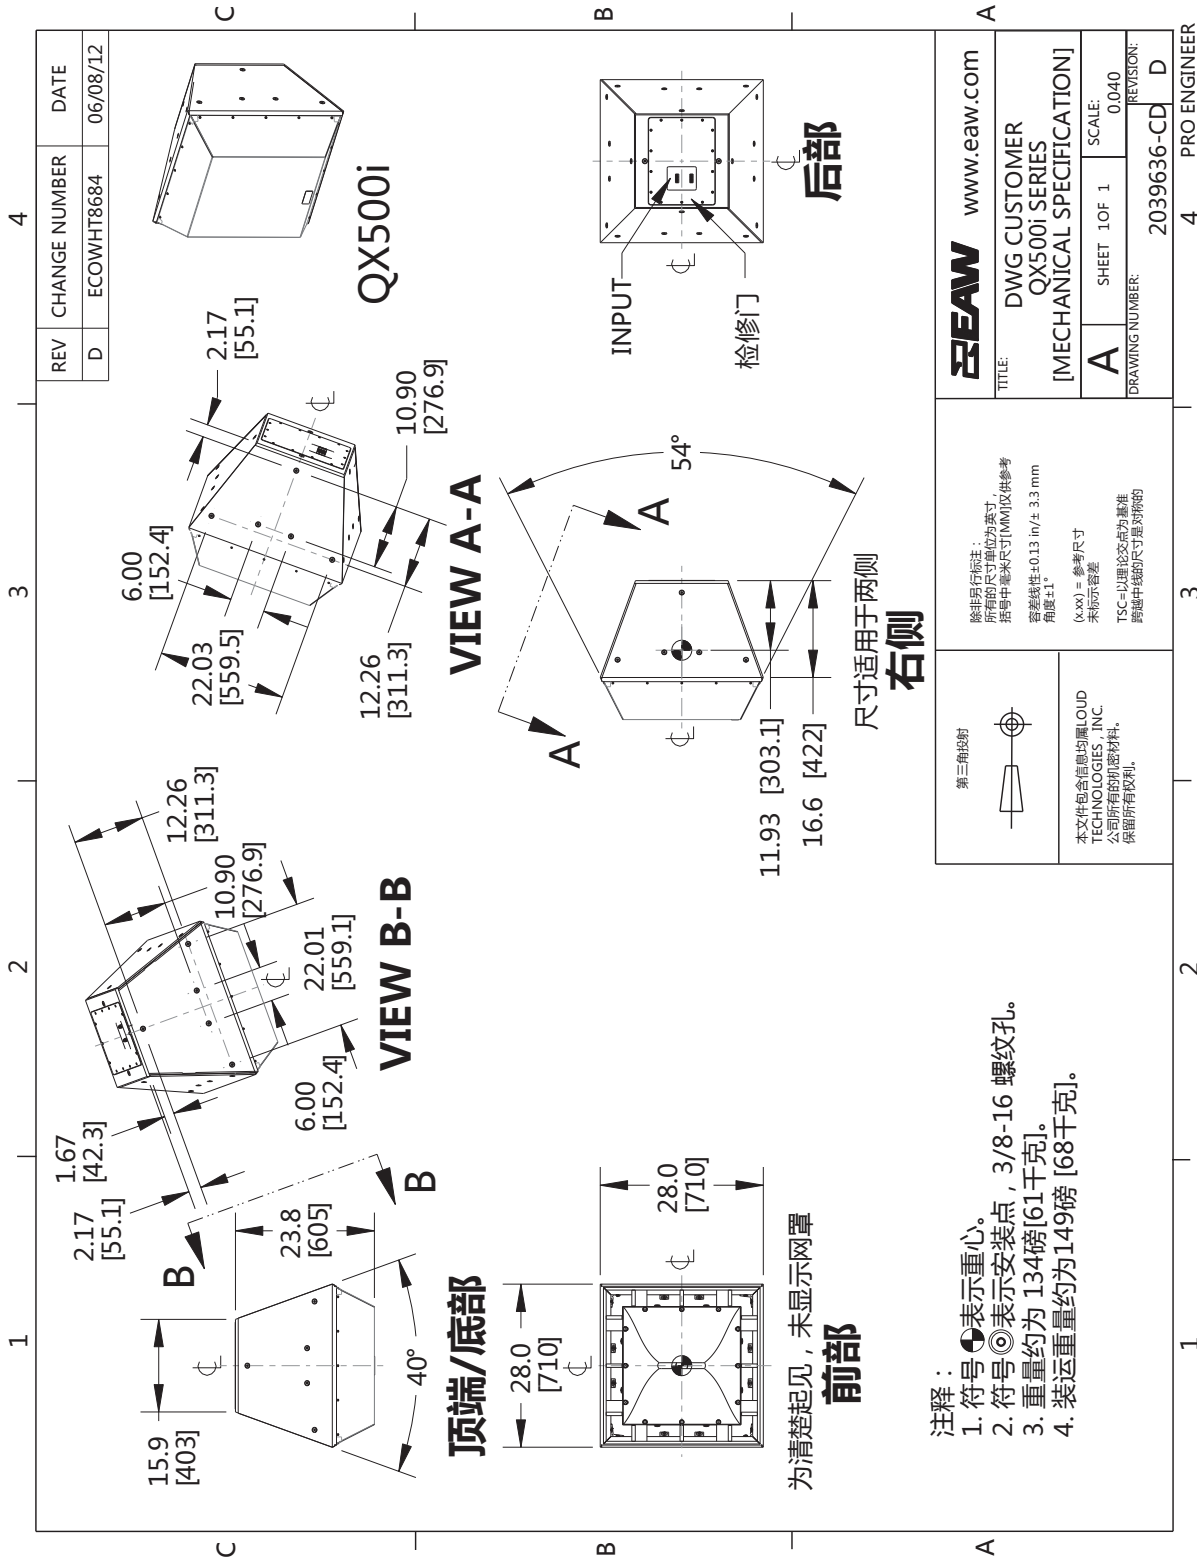 1
2
3
4
REV CHANGE NUMBER DATE
D ECOWHT8684 06/08/12
C
C
B
B
A
A
15.9
[403]
23.8
[605]
40°
顶端/底部
B
B
2.17
[55.1]
1.67
[42.3]
12.26
[311.3]
10.90
[276.9]
22.01
[559.1]
6.00
[152.4]
VIEW B-B
22.03
[559.5]
6.00
[152.4]
2.17
[55.1]
10.90
[276.9]
12.26
[311.3]
VIEW A-A
QX500i
28.0
[710]
28.0
[710]
为清楚起见，未显示网罩
前部
A
A
54°
11.93 [303.1]
16.6 [422]
尺寸适用于两侧
右侧
INPUT
检修门
后部
注释：
1. 符号表示重心。
2. 符号表示安装点，3/8-16 螺纹孔。
3. 重量约为 134磅[61千克]。
4. 装运重量约为149磅 [68千克]。
第三角投射
本文件包含信息均属LOUD
TECHNOLOGIES，INC.
公司所有的机密材料。
保留所有权利。
除非另行标注：
所有的尺寸单位为英寸，
括号中毫米尺寸[MM]仅供参考
容差线性±0.13 in/± 3.3 mm
角度±1°
(x.xx) = 参考尺寸
未标示容差
TSC=以理论交点为基准
跨越中线的尺寸是对称的
EAW www.eaw.com
TITLE:
DWG CUSTOMER
QX500i SERIES
[MECHANICAL SPECIFICATION]
A
SHEET 1OF 1
SCALE:
0.040
DRAWING NUMBER:
2039636-CD
REVISION:
D
1
2
3
4
PRO ENGINEER